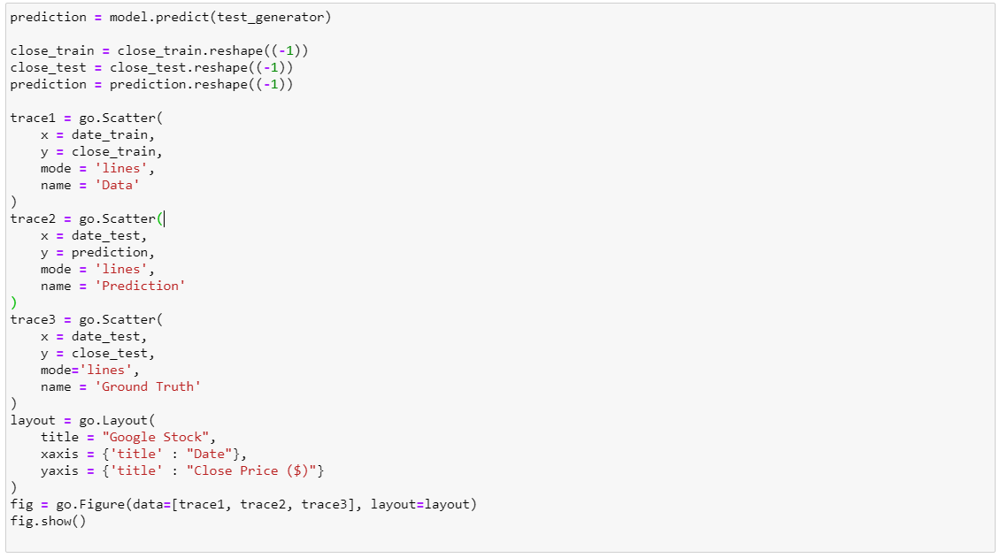 prediction = model.predict(test_generator)

close_train = close_train.reshape((-1))
close_test = close_test.reshape((-1))
prediction = prediction.reshape((-1))

trace1 = go.Scatter(
    x = date_train,
    y = close_train,
    mode = 'lines',
    name = 'Data'
)
trace2 = go.Scatter(
    x = date_test,
    y = prediction,
    mode = 'lines',
    name = 'Prediction'
)
trace3 = go.Scatter(
    x = date_test,
    y = close_test,
    mode='lines',
    name = 'Ground Truth'
)
layout = go.Layout(
    title = "Google Stock",
    xaxis = {'title' : "Date"},
    yaxis = {'title' : "Close Price ($)"}
)
fig = go.Figure(data=[trace1, trace2, trace3], layout=layout)
fig.show()